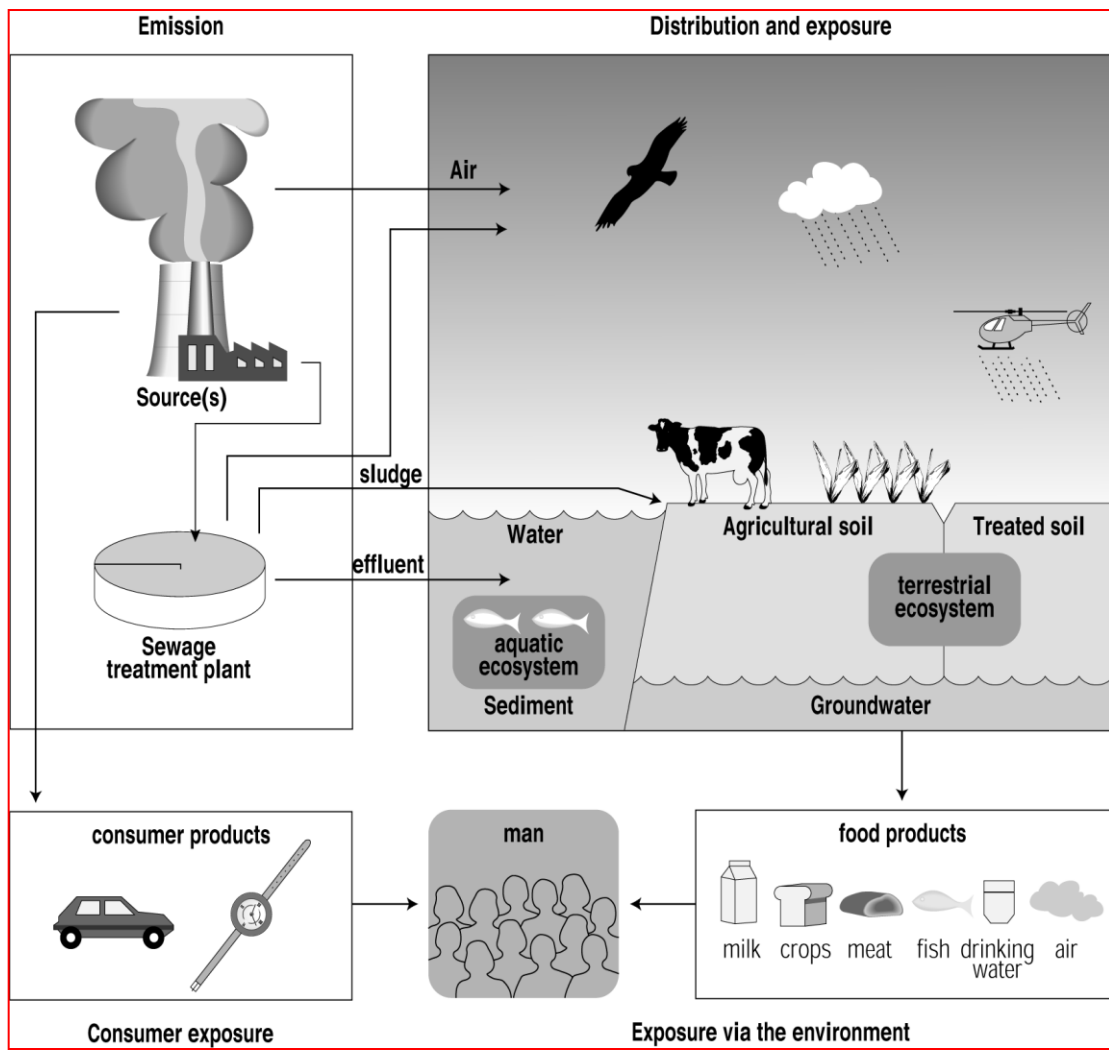 Emission
Distribution and exposure
Air
Source(s)
sludge
Water
Agricultural soil
Treated soil
effluent
terrestrial
ecosystem
aquatic
ecosystem
Sewage
treatment plant
Sediment
Groundwater
consumer products
man
food products
milk
crops
meat
fish
drinking
water
air
Consumer exposure
Exposure via the environment